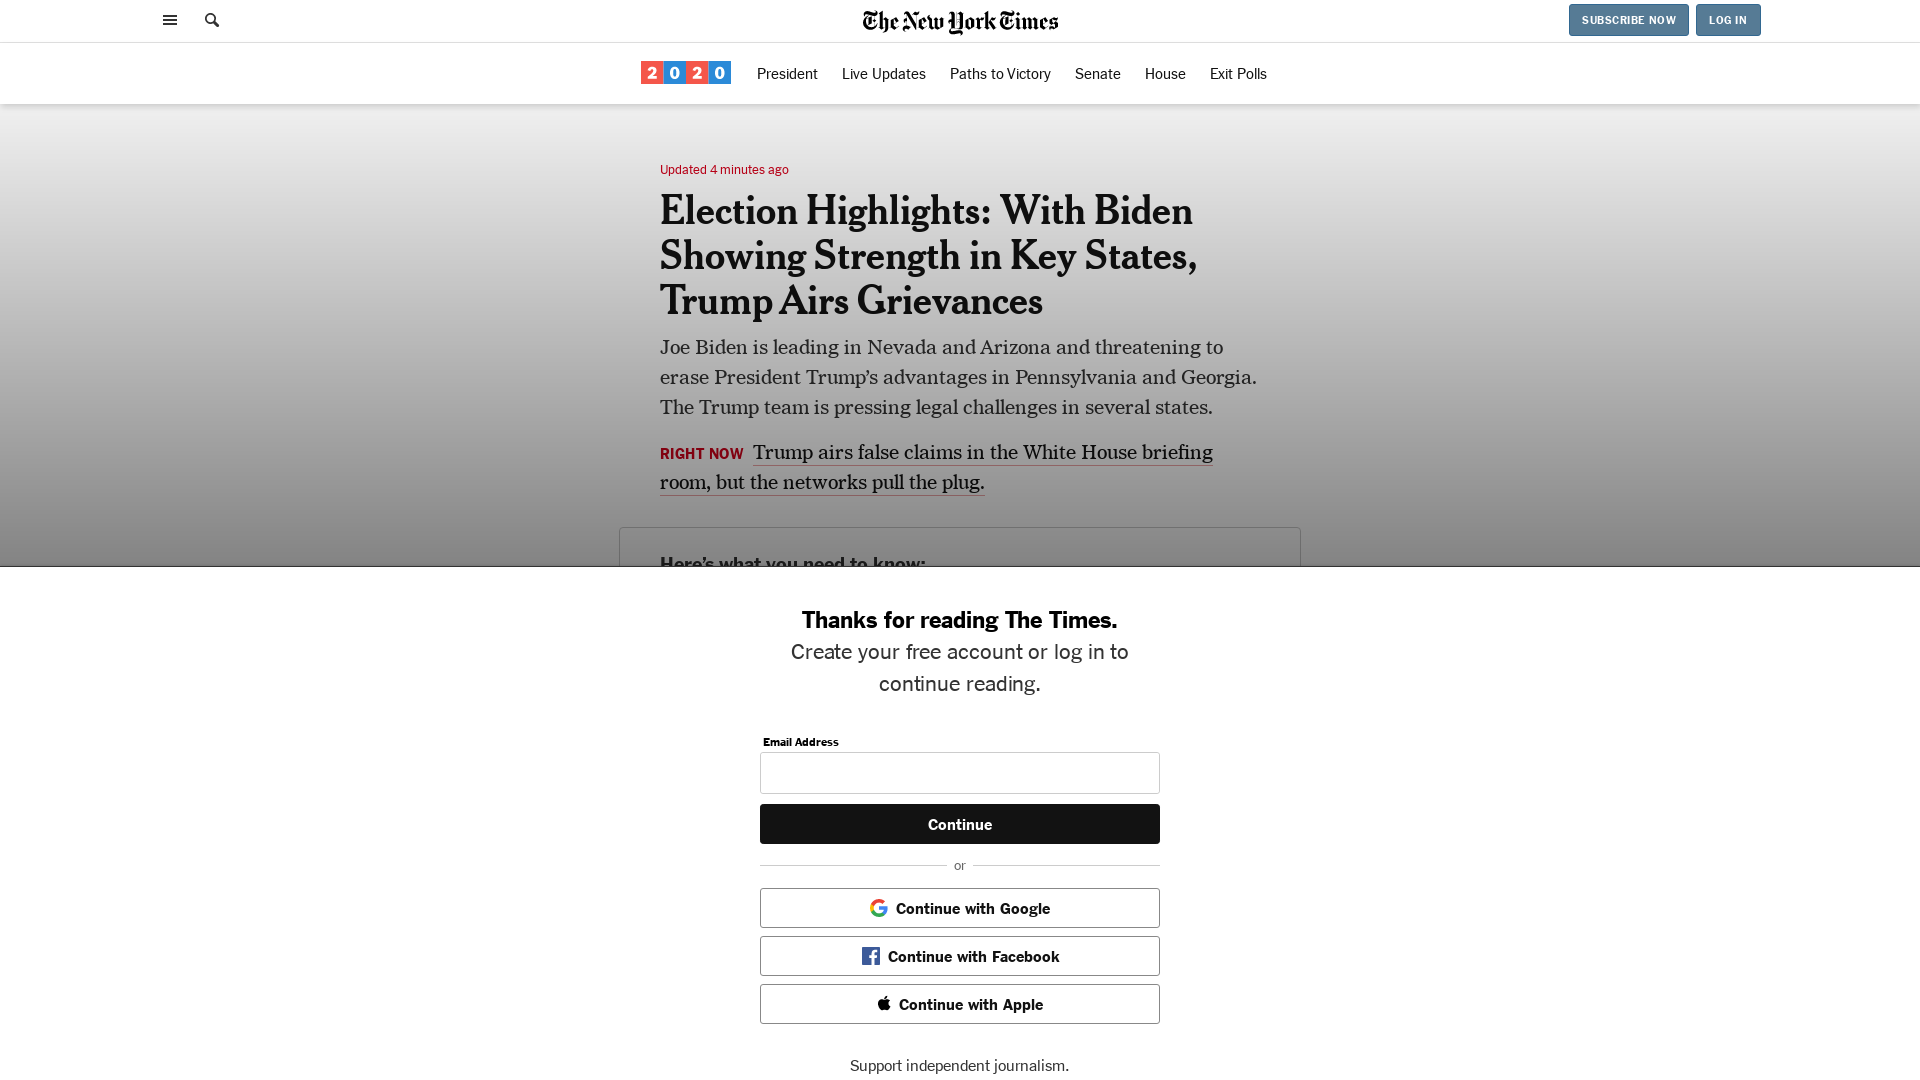 The New York Times
SUBSCRIBE NOW
LOG IN
2020
President
Live Updates
Paths to Victory
Senate
House
Exit Polls
Updated 4 minutes ago
Election Highlights: With Biden
Showing Strength in Key States,
Trump Airs Grievances
Joe Biden is leading in Nevada and Arizona and threatening to
erase President Trump’s advantages in Pennsylvania and Georgia.
The Trump team is pressing legal challenges in several states.
RIGHT NOW Trump airs false claims in the White House briefing
room, but the networks pull the plug.
Here’s what you need to know:
Thanks for reading The Times.
Create your free account or log in to
continue reading.
Email Address
Continue
or
Continue with Google
Continue with Facebook
Continue with Apple
Support independent journalism.